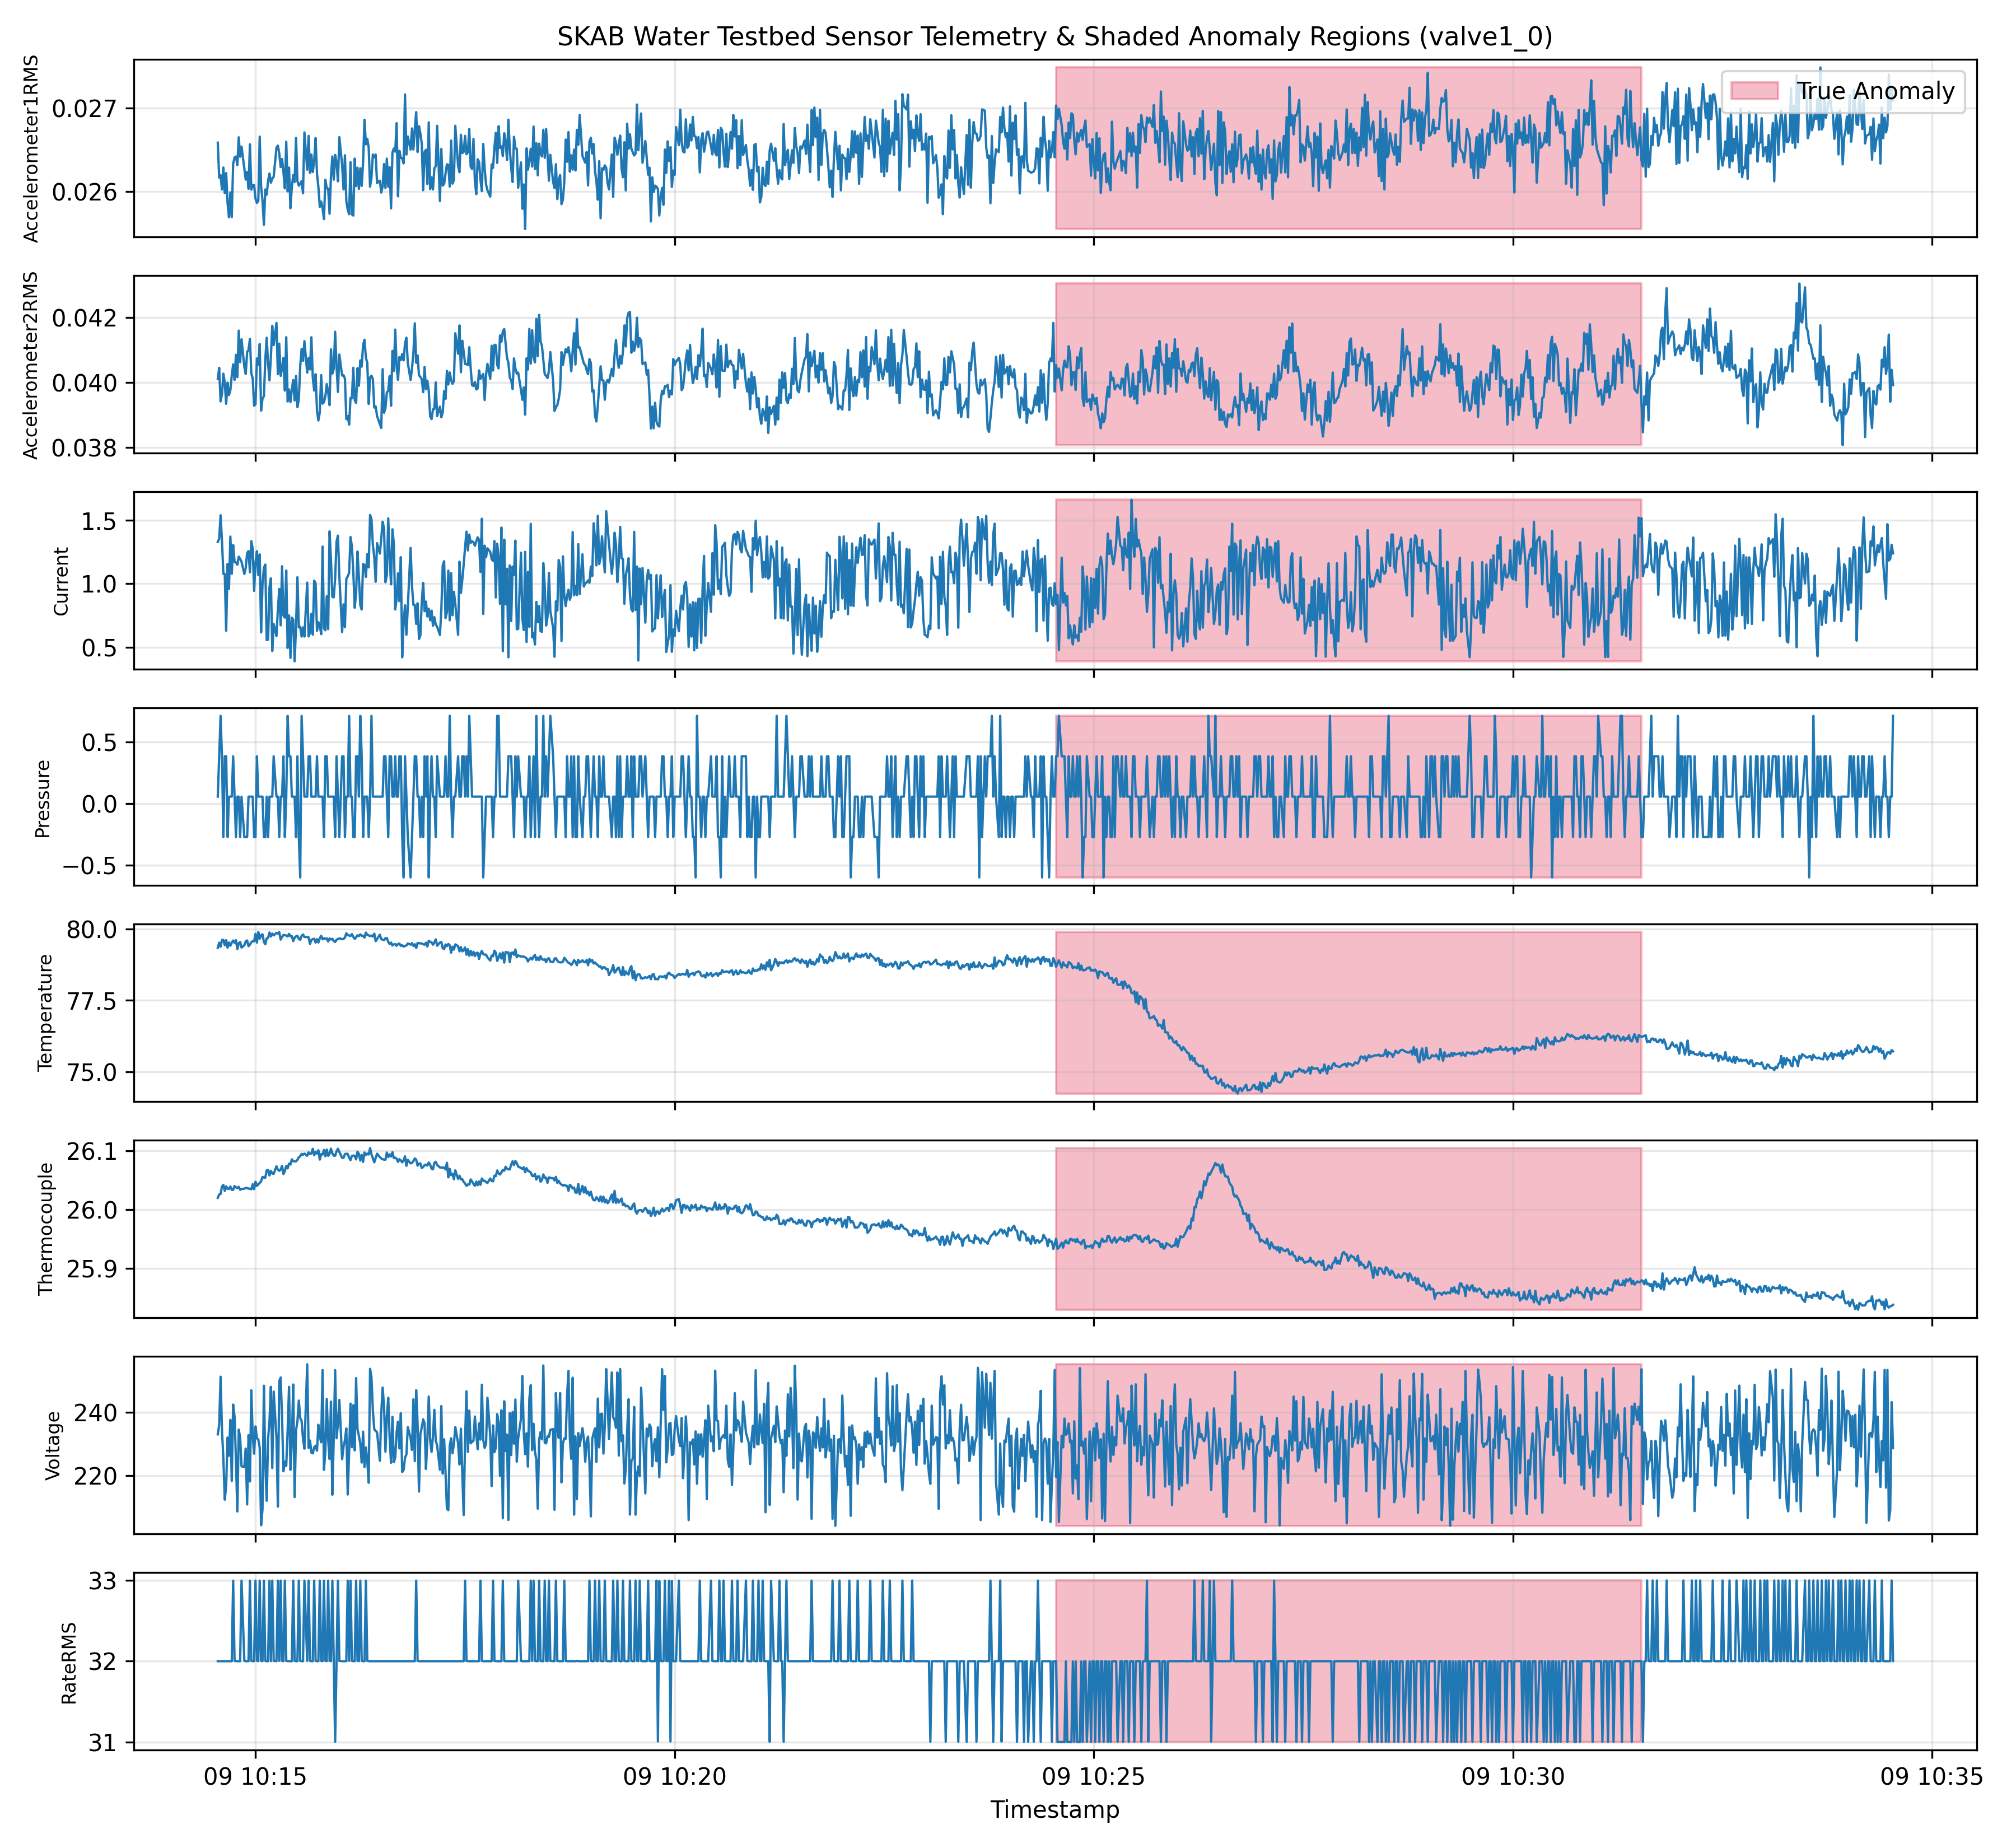 SKAB Water Testbed Sensor Telemetry & Shaded Anomaly Regions (valve1_0)
Accelerometer1RMS
0.027
0.026
True Anomaly
Accelerometer2RMS
0.042
0.040
0.038
Current
1.5
1.0
0.5
Pressure
0.5
0.0
−0.5
Temperature
80.0
77.5
75.0
Thermocouple
26.1
26.0
25.9
Voltage
240
220
RateRMS
33
32
31
09 10:15 09 10:20 09 10:25 09 10:30 09 10:35
Timestamp